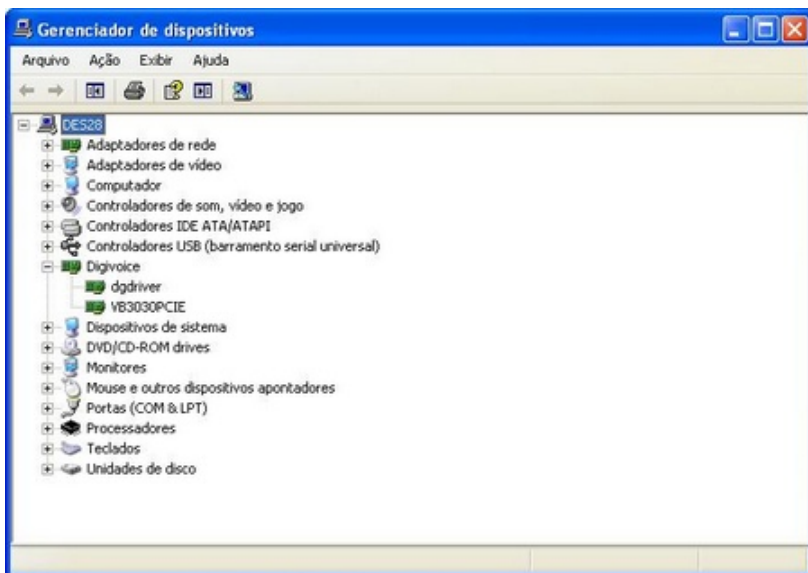 Gerenciador de dispositivos
Arquivo Ação Exibir Ajuda
DES28
Adaptadores de rede
Adaptadores de vídeo
Computador
Controladores de som, vídeo e jogo
Controladores IDE ATA/ATAPI
Controladores USB (barramento serial universal)
Digivoice
dgdriver
VB3030PCIE
Dispositivos de sistema
DVD/CD-ROM drives
Monitores
Mouse e outros dispositivos apontadores
Portas (COM & LPT)
Processadores
Teclados
Unidades de disco